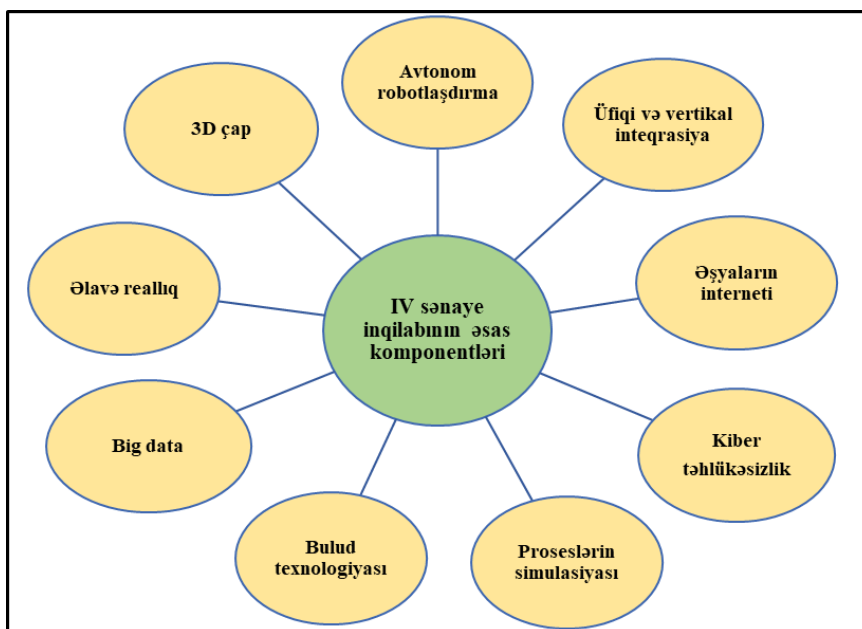 Avtonom
robotlaşdırma
Üfiqi və vertikal
inteqrasiya
3D çap
Əlavə reallıq
Əşyaların
interneti
IV sənaye
inqilabının əsas
komponentləri
Big data
Kiber
təhlükəsizlik
Bulud
texnologiyası
Proseslərin
simulasiyası